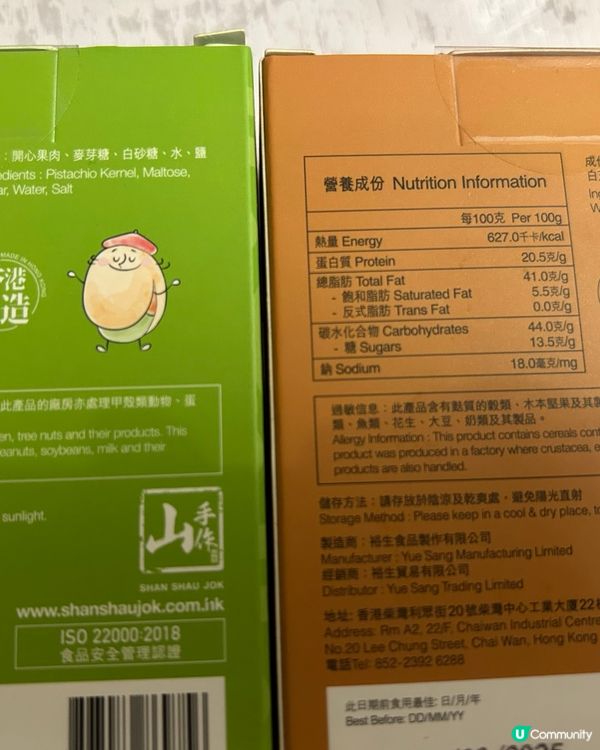 ：開心果肉、麥芽糖、白砂糖、水、鹽
edients : Pistachio Kernel, Maltose,
ar, Water, Salt
MADE IN HONG KONG
港
造
此產品的廠房亦處理甲殼類動物、蛋
en, tree nuts and their products. This
eanuts, soybeans, milk and their
sunlight.
山
手作
SHAN SHAU JOK
www.shanshaujok.com.hk
ISO 22000:2018
食品安全管理認證
營養成份 Nutrition Information
每100克 Per 100g
熱量 Energy 627.0千卡/kcal
蛋白質 Protein 20.5克/g
總脂肪 Total Fat 41.0克/g
- 飽和脂肪 Saturated Fat 5.5克/g
- 反式脂肪 Trans Fat 0.0克/g
碳水化合物 Carbohydrates 44.0克/g
- 糖 Sugars 13.5克/g
鈉 Sodium 18.0毫克/mg
過敏信息：此產品含有麩質的穀類、木本堅果及其製
類、魚類、花生、大豆、奶類及其製品。
Allergy Information : This product contains cereals cont
product was produced in a factory where crustacea, e
products are also handled.
儲存方法：請存放於陰涼及乾爽處，避免陽光直射
Storage Method : Please keep in a cool & dry place, to
製造商：裕生食品製作有限公司
Manufacturer : Yue Sang Manufacturing Limited
經銷商：裕生貿易有限公司
Distributor : Yue Sang Trading Limited
地址: 香港柴灣利眾街20號柴灣中心工業大廈22樓
Address: Rm A2, 22/F, Chaiwan Industrial Centre
No.20 Lee Chung Street, Chai Wan, Hong Kong
電話Tel: 852-2392 6288
此日期前食用最佳: 日/月/年
Best Before: DD/MM/YY
成份
白
Ing
W
U Community